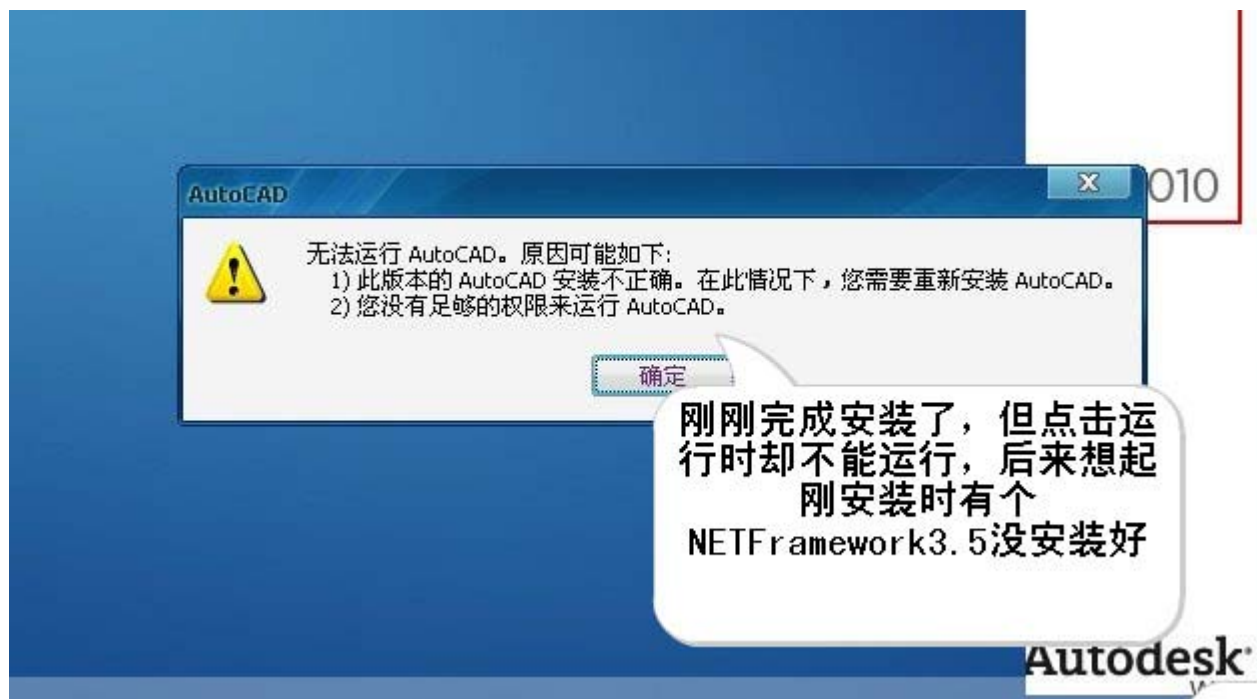 010
AutoCAD
无法运行 AutoCAD。原因可能如下:
1) 此版本的 AutoCAD 安装不正确。在此情况下，您需要重新安装 AutoCAD。
2) 您没有足够的权限来运行 AutoCAD。
确定
刚刚完成安装了，但点击运
行时却不能运行，后来想起
刚安装时有个
NETFramework3.5没安装好
Autodesk